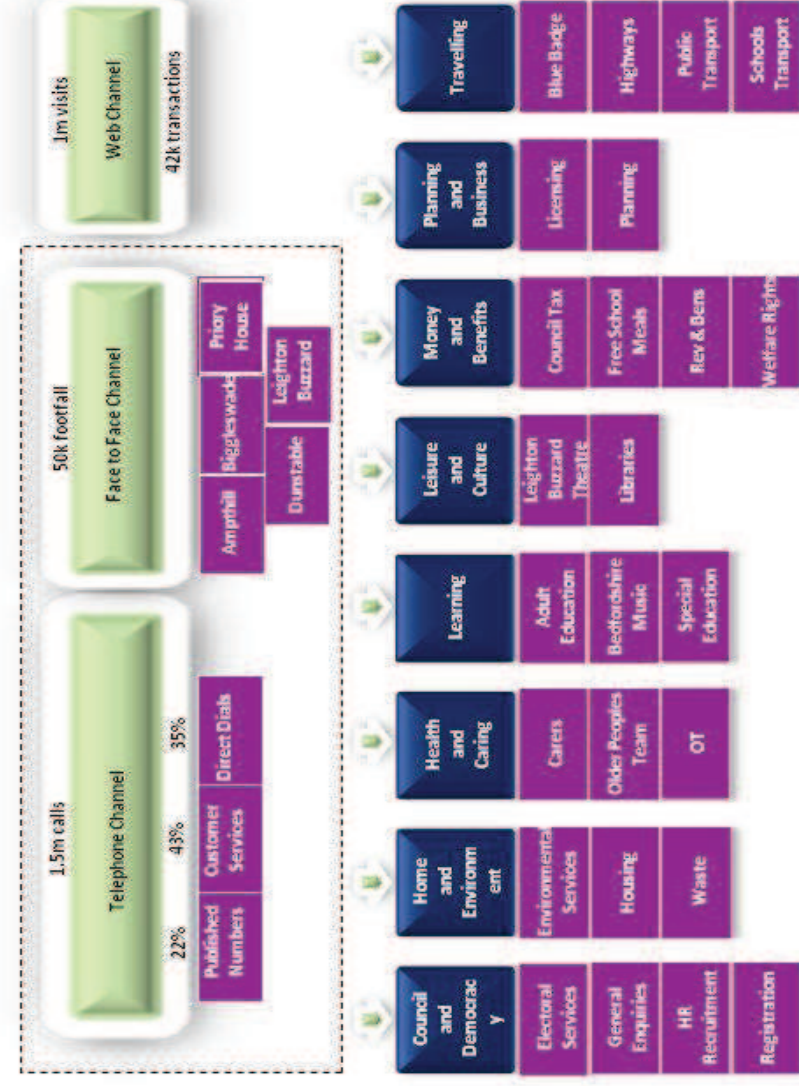 1.5m calls
Telephone Channel
22%
43%
35%
Published
Numbers
Customer
Services
Direct Dials
50k footfall
Face to Face Channel
Ampthill
Biggleswade
Priory
House
Dunstable
Leighton
Buzzard
1m visits
Web Channel
42k transactions
Council
and
Democrac
y
Electoral
Services
General
Enquiries
HR
Recruitment
Registration
Home
and
Environm
ent
Environmental
Services
Housing
Waste
Health
and
Caring
Carers
Older Peoples
Team
OT
Learning
Adult
Education
Bedfordshire
Music
Special
Education
Leisure
and
Culture
Leighton
Buzzard
Theatre
Libraries
Money
and
Benefits
Council Tax
Free School
Meals
Rev & Bens
Welfare Rights
Planning
and
Business
Licensing
Planning
Travelling
Blue Badge
Highways
Public
Transport
Schools
Transport